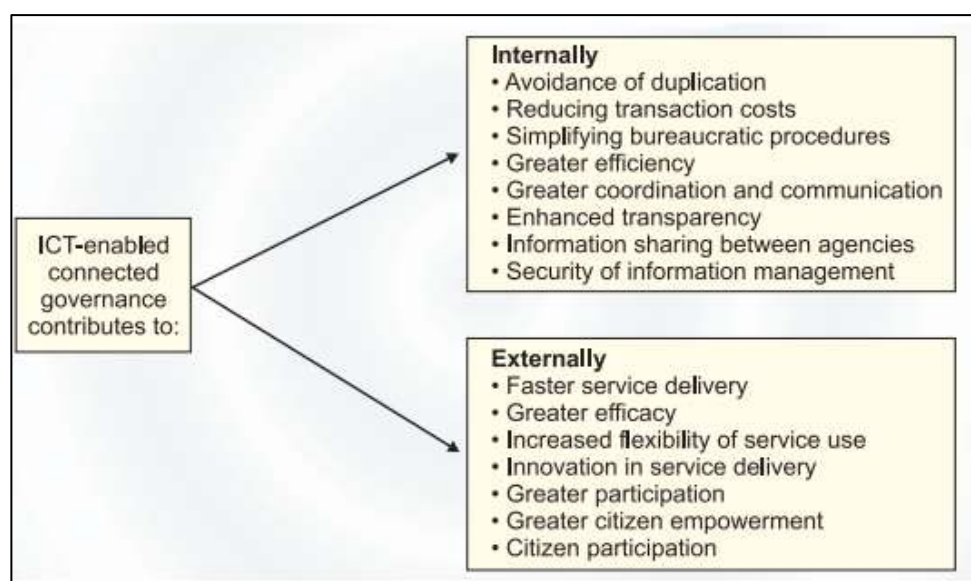 ICT-enabled
connected
governance
contributes to:
Internally
• Avoidance of duplication
• Reducing transaction costs
• Simplifying bureaucratic procedures
• Greater efficiency
• Greater coordination and communication
• Enhanced transparency
• Information sharing between agencies
• Security of information management
Externally
• Faster service delivery
• Greater efficacy
• Increased flexibility of service use
• Innovation in service delivery
• Greater participation
• Greater citizen empowerment
• Citizen participation